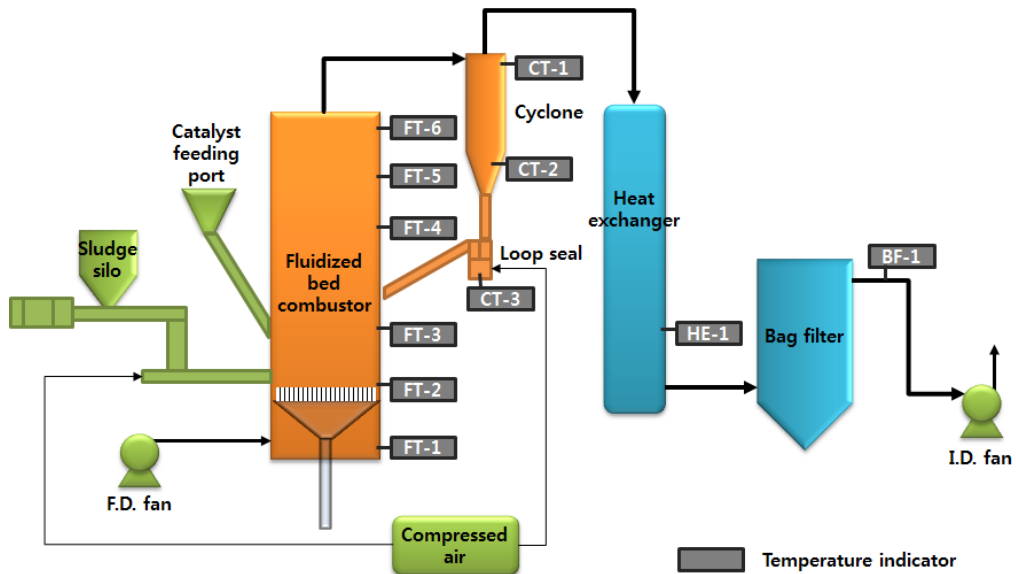 CT-1
Cyclone
FT-6
Catalyst
feeding
port
FT-5
CT-2
Heat
exchanger
FT-4
Sludge
silo
Fluidized
bed
combustor
Loop seal
BF-1
CT-3
FT-3
HE-1
Bag filter
FT-2
FT-1
F.D. fan
I.D. fan
Compressed
air
Temperature indicator